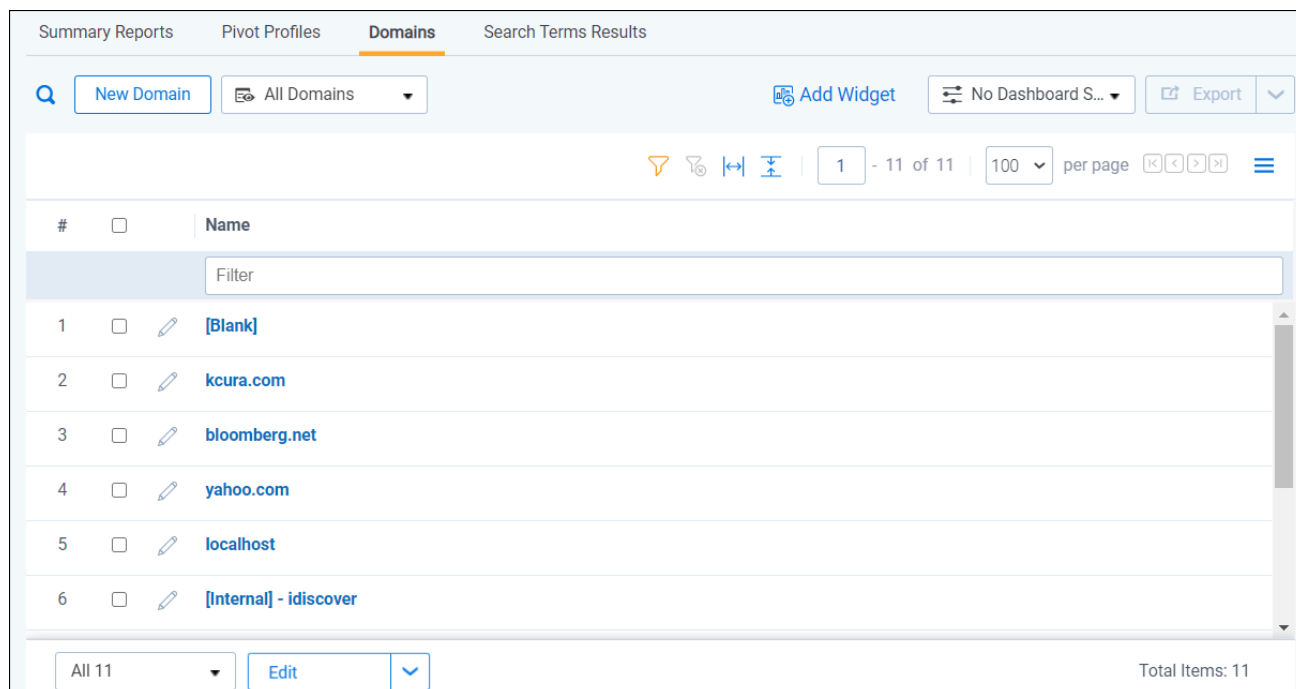 Summary Reports Pivot Profiles Domains Search Terms Results
New Domain All Domains Add Widget No Dashboard S... Export
1 - 11 of 11 100 per page
# Name
Filter
1 [Blank]
2 kcura.com
3 bloomberg.net
4 yahoo.com
5 localhost
6 [Internal] - idiscover
All 11 Edit Total Items: 11